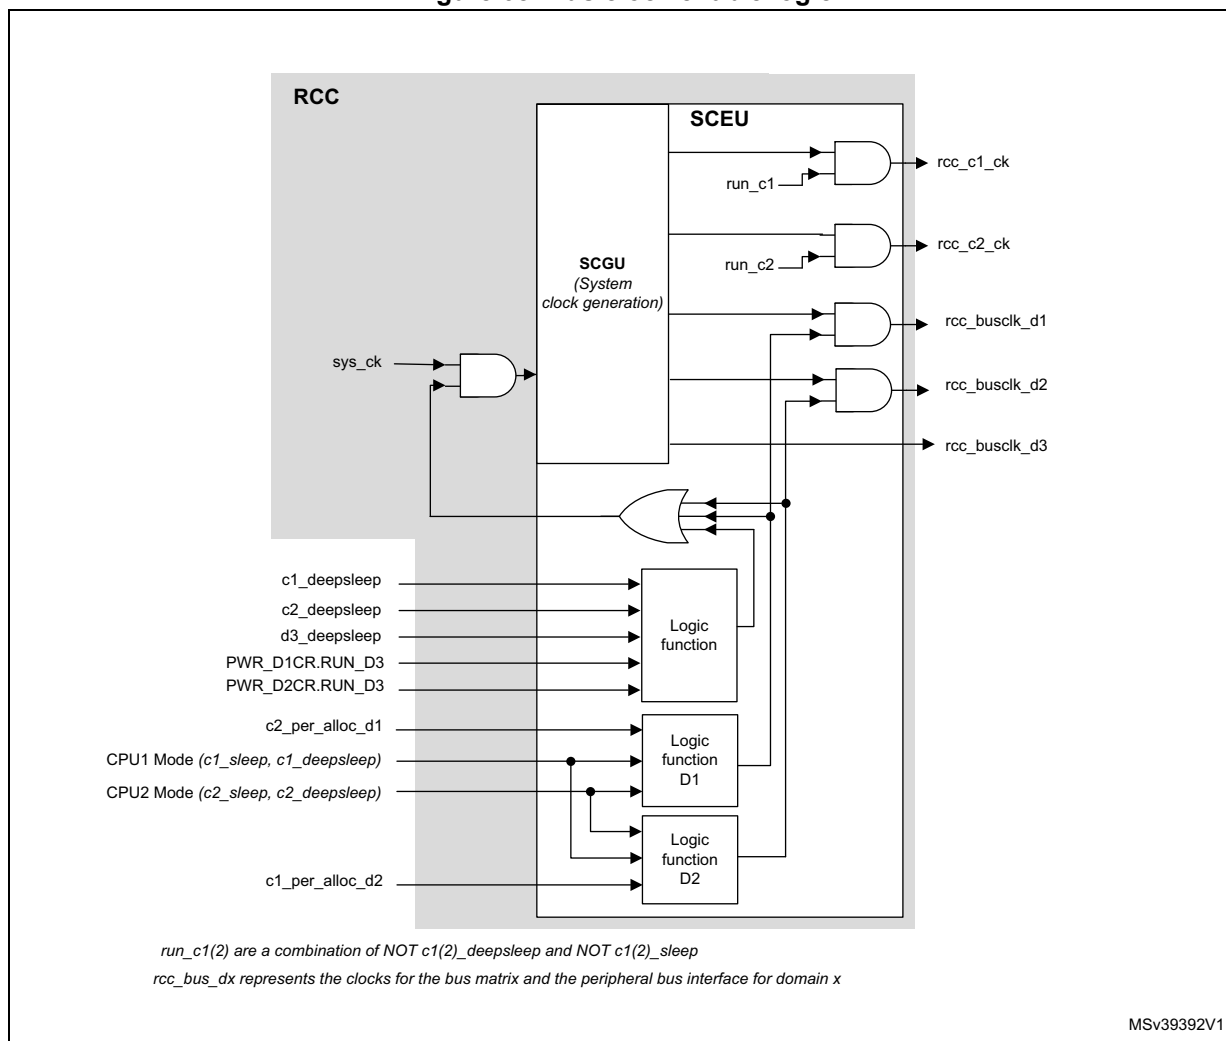 RCC
SCEU
rcc_c1_ck
run_c1
rcc_c2_ck
run_c2
SCGU
(System
clock generation)
rcc_busclk_d1
sys_ck
rcc_busclk_d2
rcc_busclk_d3
c1_deepsleep
c2_deepsleep
d3_deepsleep
PWR_D1CR.RUN_D3
PWR_D2CR.RUN_D3
Logic
function
c2_per_alloc_d1
CPU1 Mode (c1_sleep, c1_deepsleep)
CPU2 Mode (c2_sleep, c2_deepsleep)
Logic
function
D1
Logic
function
D2
c1_per_alloc_d2
run_c1(2) are a combination of NOT c1(2)_deepsleep and NOT c1(2)_sleep
rcc_bus_dx represents the clocks for the bus matrix and the peripheral bus interface for domain x
MSv39392V1